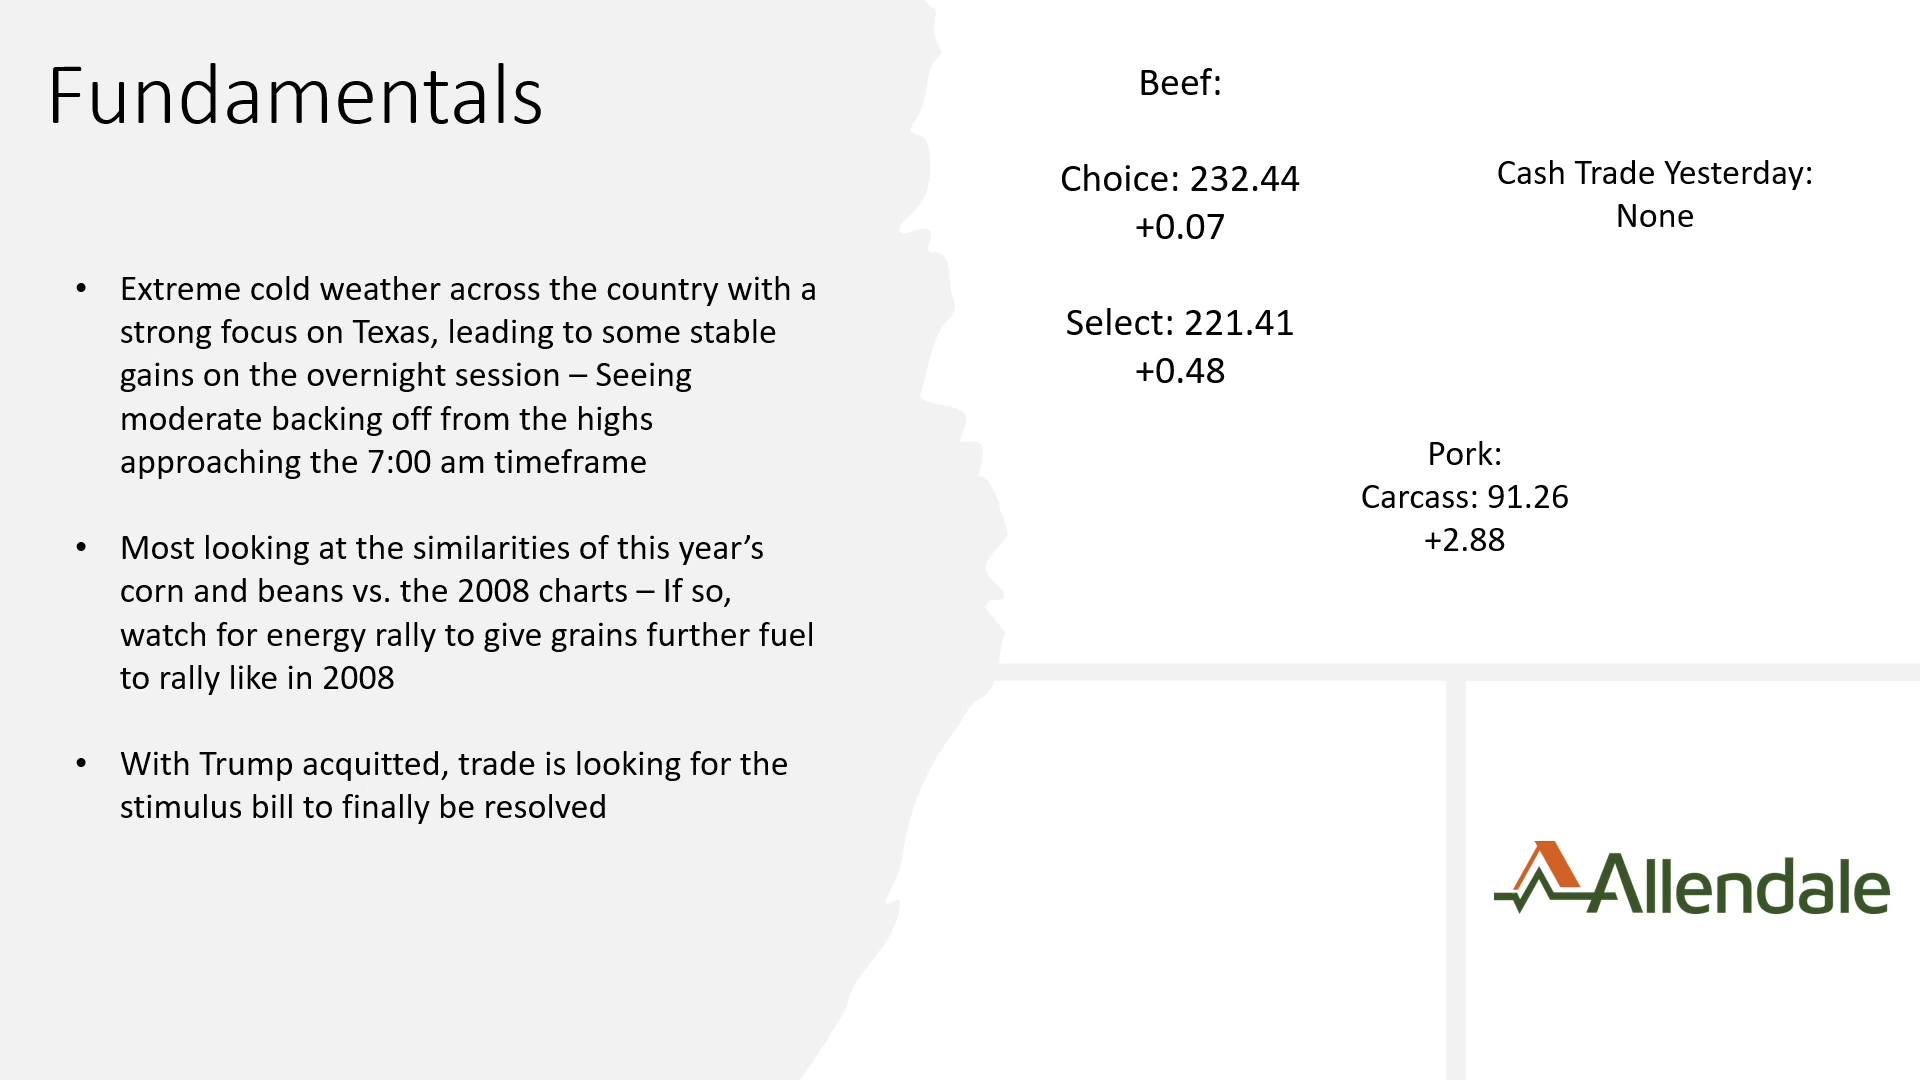 Fundamentals
• Extreme cold weather across the country with a
strong focus on Texas, leading to some stable
gains on the overnight session – Seeing
moderate backing off from the highs
approaching the 7:00 am timeframe
• Most looking at the similarities of this year’s
corn and beans vs. the 2008 charts – If so,
watch for energy rally to give grains further fuel
to rally like in 2008
• With Trump acquitted, trade is looking for the
stimulus bill to finally be resolved
Beef:
Choice: 232.44
+0.07
Select: 221.41
+0.48
Cash Trade Yesterday:
None
Pork:
Carcass: 91.26
+2.88
Allendale